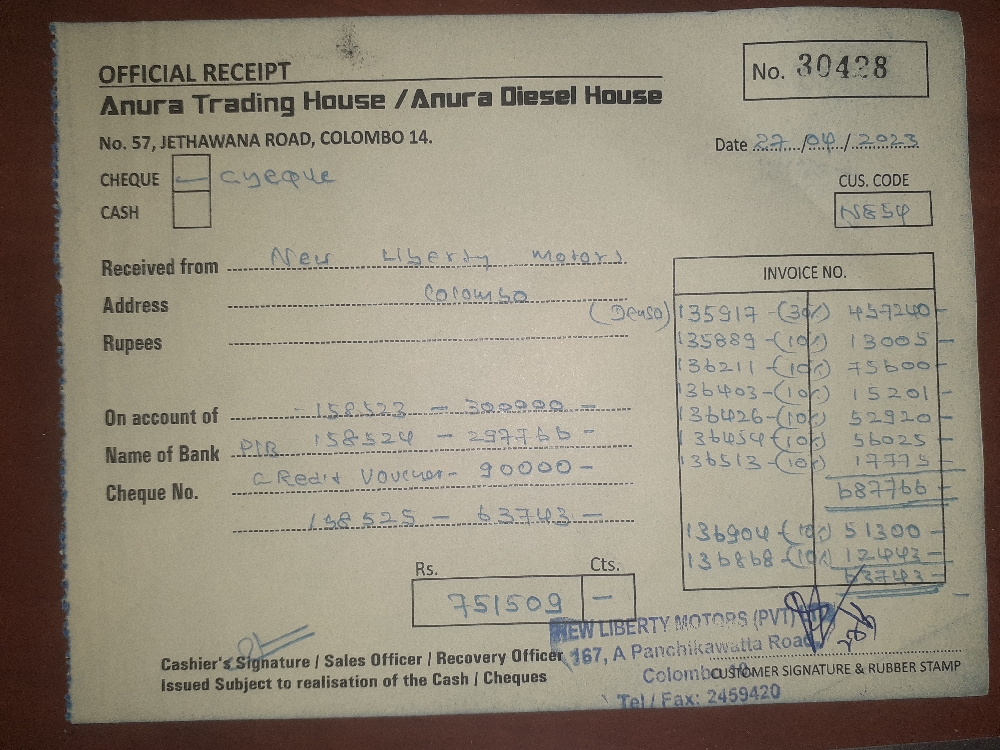 OFFICIAL RECEIPT
No. 30428
Anura Trading House / Anura Diesel House
No. 57, JETHAWANA ROAD, COLOMBO 14.
Date 27/04/2023
CHEQUE — cheque
CASH
CUS. CODE
N854
Received from New Liberty Motors
Address Colombo
Rupees
INVOICE NO.
(Denso) 135917 -(3%) 457240 -
135889 -(10%) 13005 -
136211 -(10%) 75600 -
136403 -(10%) 15201 -
136426 -(10%) 52920 -
136454 -(10%) 56025 -
136513 -(10%) 17775 -
687766 -
136904 -(10%) 51300 -
136868 -(10%) 12443 -
63743 -
On account of - 158523 - 300000 -
Name of Bank PLB 158524 - 297766 -
Cheque No. Credit Voucher - 90000 -
158525 - 63743 -
Rs. Cts.
751509 —
Cashier's Signature / Sales Officer / Recovery Officer
Issued Subject to realisation of the Cash / Cheques
NEW LIBERTY MOTORS (PVT)
167, A Panchikawatta Road,
Colombo 10
CUSTOMER SIGNATURE & RUBBER STAMP
Tel / Fax: 2459420